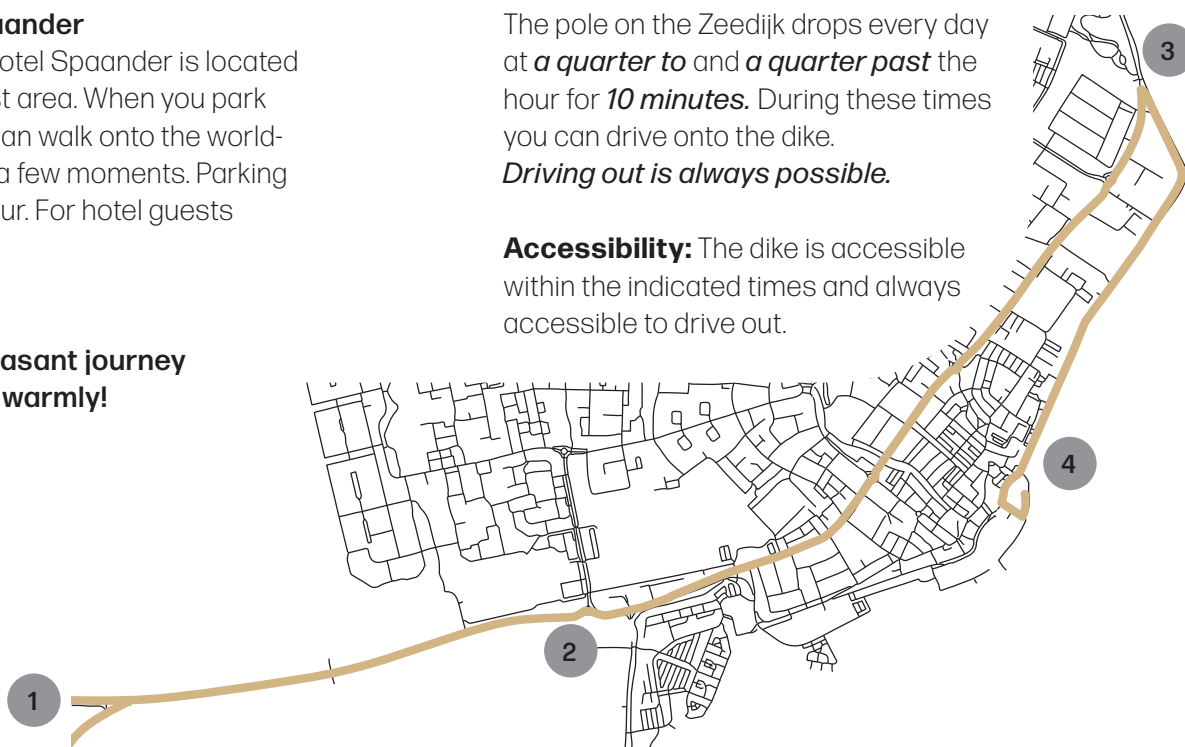 aander
otel Spaander is located
st area. When you park
an walk onto the world-
a few moments. Parking
ur. For hotel guests
asant journey
warmly!
The pole on the Zeedijk drops every day
at a quarter to and a quarter past the
hour for 10 minutes. During these times
you can drive onto the dike.
Driving out is always possible.
Accessibility: The dike is accessible
within the indicated times and always
accessible to drive out.
3
4
2
1